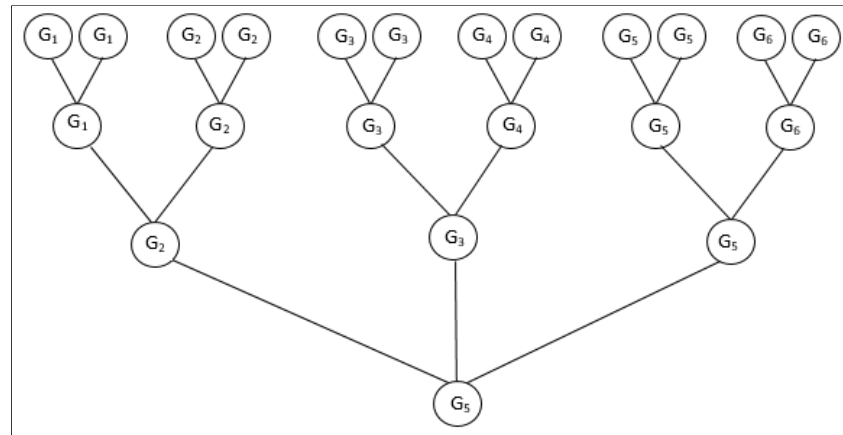 G₁ G₁ G₂ G₂ G₃ G₃ G₄ G₄ G₅ G₅ G₆ G₆
G₁ G₂ G₃ G₄ G₅ G₆
G₂ G₃ G₅
G₅